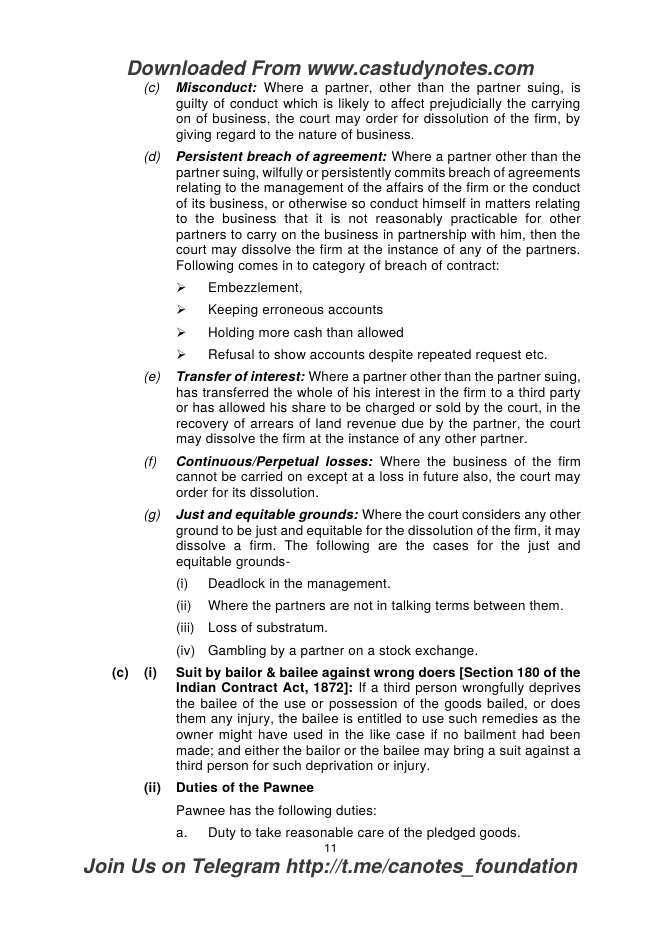 Downloaded From www.castudynotes.com
(c) Misconduct: Where a partner, other than the partner suing, is
guilty of conduct which is likely to affect prejudicially the carrying
on of business, the court may order for dissolution of the firm, by
giving regard to the nature of business.
(d) Persistent breach of agreement: Where a partner other than the
partner suing, wilfully or persistently commits breach of agreements
relating to the management of the affairs of the firm or the conduct
of its business, or otherwise so conduct himself in matters relating
to the business that it is not reasonably practicable for other
partners to carry on the business in partnership with him, then the
court may dissolve the firm at the instance of any of the partners.
Following comes in to category of breach of contract:
➢ Embezzlement,
➢ Keeping erroneous accounts
➢ Holding more cash than allowed
➢ Refusal to show accounts despite repeated request etc.
(e) Transfer of interest: Where a partner other than the partner suing,
has transferred the whole of his interest in the firm to a third party
or has allowed his share to be charged or sold by the court, in the
recovery of arrears of land revenue due by the partner, the court
may dissolve the firm at the instance of any other partner.
(f) Continuous/Perpetual losses: Where the business of the firm
cannot be carried on except at a loss in future also, the court may
order for its dissolution.
(g) Just and equitable grounds: Where the court considers any other
ground to be just and equitable for the dissolution of the firm, it may
dissolve a firm. The following are the cases for the just and
equitable grounds-
(i) Deadlock in the management.
(ii) Where the partners are not in talking terms between them.
(iii) Loss of substratum.
(iv) Gambling by a partner on a stock exchange.
(c) (i) Suit by bailor & bailee against wrong doers [Section 180 of the
Indian Contract Act, 1872]: If a third person wrongfully deprives
the bailee of the use or possession of the goods bailed, or does
them any injury, the bailee is entitled to use such remedies as the
owner might have used in the like case if no bailment had been
made; and either the bailor or the bailee may bring a suit against a
third person for such deprivation or injury.
(ii) Duties of the Pawnee
Pawnee has the following duties:
a. Duty to take reasonable care of the pledged goods.
11
Join Us on Telegram http://t.me/canotes_foundation